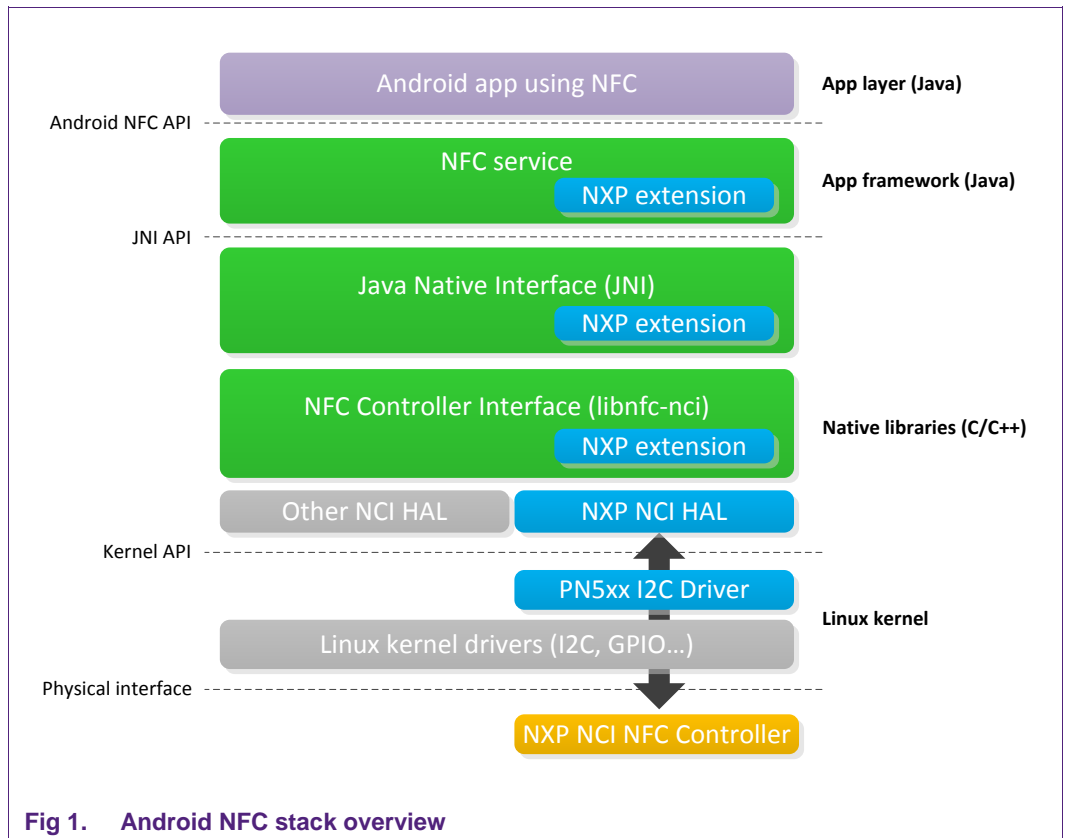 Android app using NFC
App layer (Java)
Android NFC API
NFC service
NXP extension
App framework (Java)
JNI API
Java Native Interface (JNI)
NXP extension
NFC Controller Interface (libnfc-nci)
NXP extension
Native libraries (C/C++)
Other NCI HAL
NXP NCI HAL
Kernel API
PN5xx I2C Driver
Linux kernel
Linux kernel drivers (I2C, GPIO…)
Physical interface
NXP NCI NFC Controller
Fig 1. Android NFC stack overview